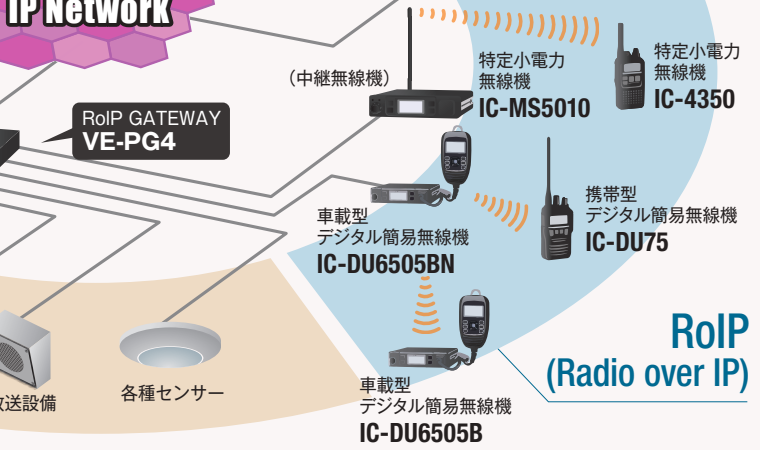 IP Network
(中継無線機)
特定小電力
無線機
IC-MS5010
特定小電力
無線機
IC-4350
RoIP GATEWAY
VE-PG4
車載型
デジタル簡易無線機
IC-DU6505BN
携帯型
デジタル簡易無線機
IC-DU75
RoIP
(Radio over IP)
送設備
各種センサー
車載型
デジタル簡易無線機
IC-DU6505B